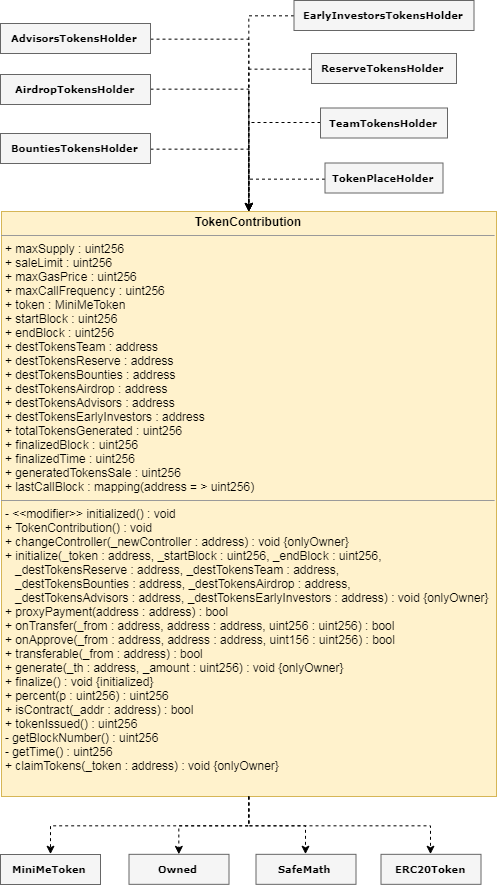 EarlyInvestorsTokensHolder
AdvisorsTokensHolder
ReserveTokensHolder
AirdropTokensHolder
TeamTokensHolder
BountiesTokensHolder
TokenPlaceHolder
TokenContribution
+ maxSupply : uint256
+ saleLimit : uint256
+ maxGasPrice : uint256
+ maxCallFrequency : uint256
+ token : MiniMeToken
+ startBlock : uint256
+ endBlock : uint256
+ destTokensTeam : address
+ destTokensReserve : address
+ destTokensBounties : address
+ destTokensAirdrop : address
+ destTokensAdvisors : address
+ destTokensEarlyInvestors : address
+ totalTokensGenerated : uint256
+ finalizedBlock : uint256
+ finalizedTime : uint256
+ generatedTokensSale : uint256
+ lastCallBlock : mapping(address = > uint256)
- <<modifier>> initialized() : void
+ TokenContribution() : void
+ changeController(_newController : address) : void {onlyOwner}
+ initialize(_token : address, _startBlock : uint256, _endBlock : uint256,
_destTokensReserve : address, _destTokensTeam : address,
_destTokensBounties : address, _destTokensAirdrop : address,
_destTokensAdvisors : address, _destTokensEarlyInvestors : address) : void {onlyOwner}
+ proxyPayment(address : address) : bool
+ onTransfer(_from : address, address : address, uint256 : uint256) : bool
+ onApprove(_from : address, address : address, uint156 : uint256) : bool
+ transferable(_from : address) : bool
+ generate(_th : address, _amount : uint256) : void {onlyOwner}
+ finalize() : void {initialized}
+ percent(p : uint256) : uint256
+ isContract(_addr : address) : bool
+ tokenIssued() : uint256
- getBlockNumber() : uint256
- getTime() : uint256
+ claimTokens(_token : address) : void {onlyOwner}
MiniMeToken
Owned
SafeMath
ERC20Token